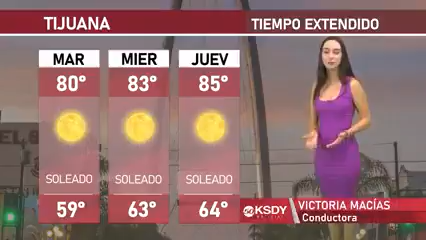 TIJUANA
TIEMPO EXTENDIDO
MAR MIER JUEV
80° 83° 85°
SOLEADO SOLEADO SOLEADO
59° 63° 64°
KSDY
VICTORIA MACÍAS
Conductora